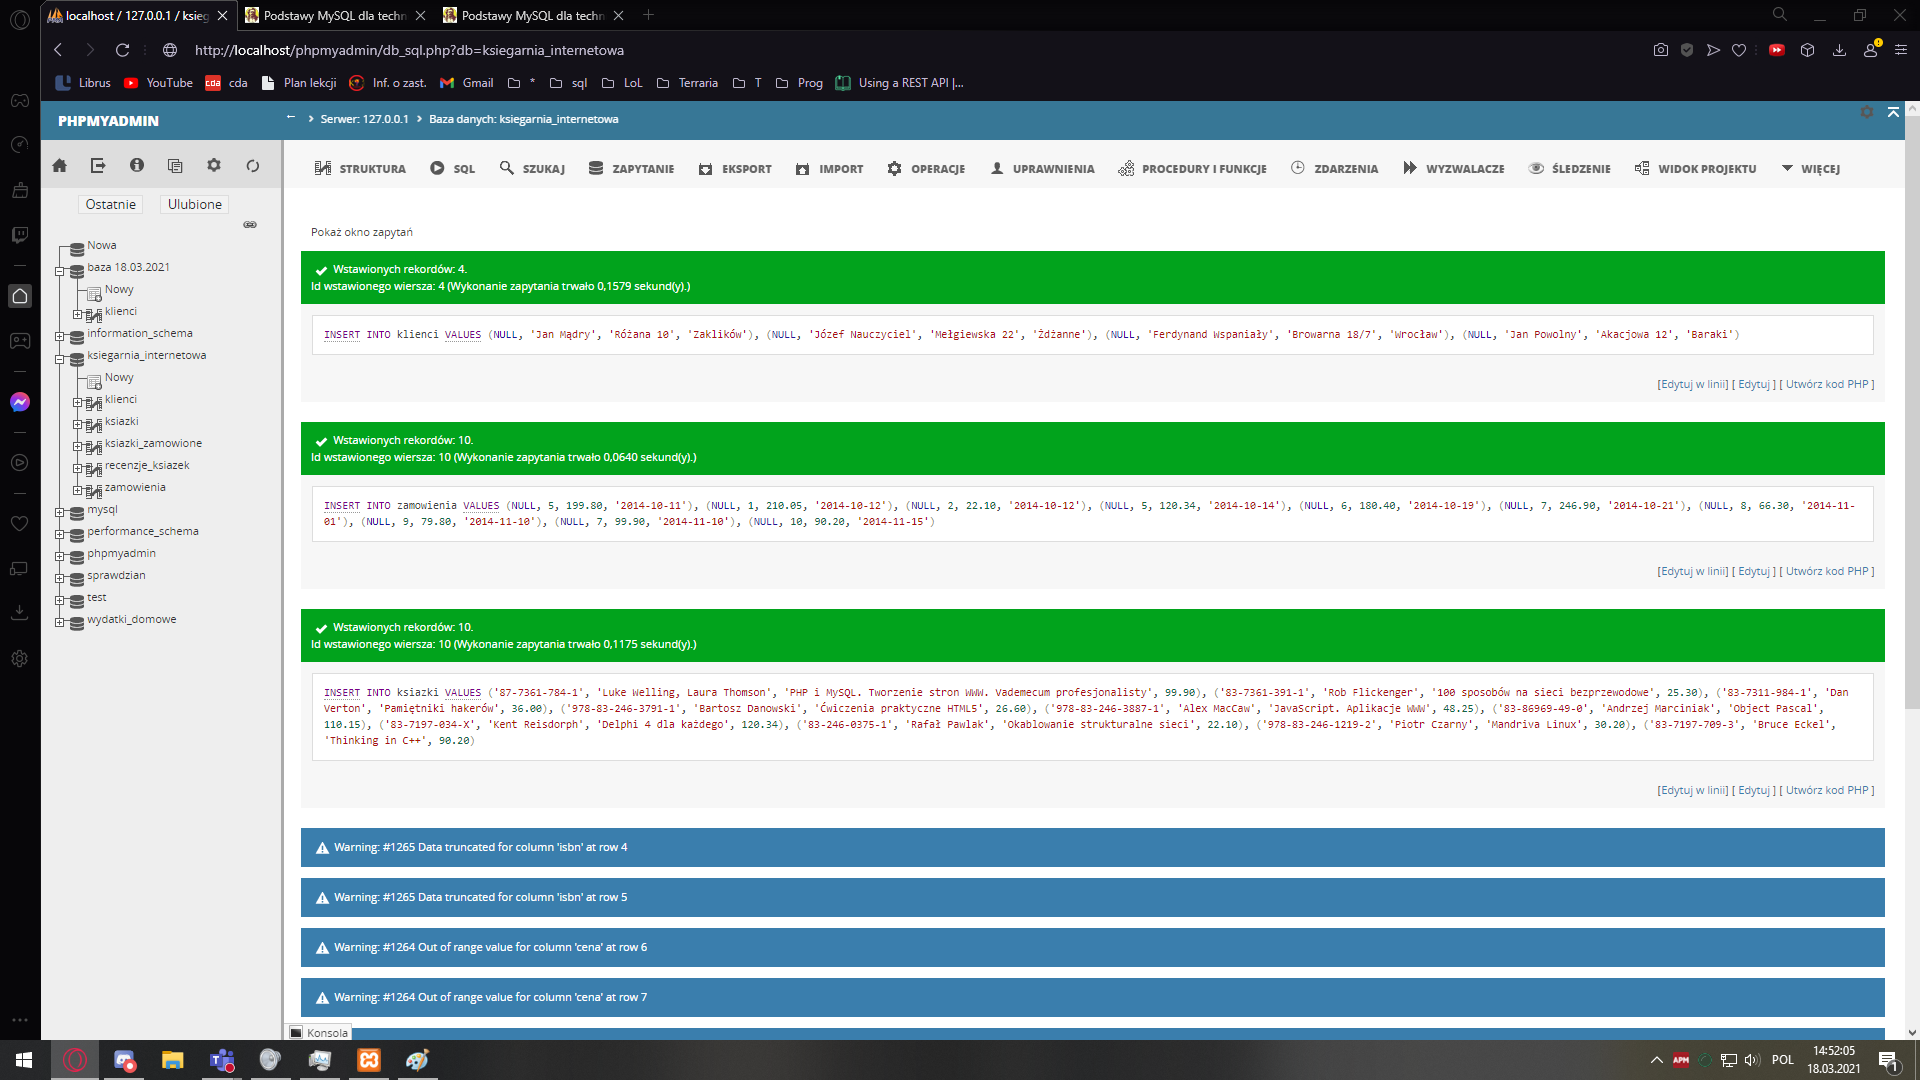 localhost / 127.0.0.1 / księg
Podstawy MySQL dla techn
Podstawy MySQL dla techn
http://localhost/phpmyadmin/db_sql.php?db=ksiegarnia_internetowa
Librus
YouTube
cda
cda
Plan lekcji
Inf. o zast.
Gmail
*
sql
LoL
Terraria
T
Prog
Using a REST API |...
PHPMYADMIN
Serwer: 127.0.0.1
Baza danych: ksiegarnia_internetowa
STRUKTURA
SQL
SZUKAJ
ZAPYTANIE
EKSPORT
IMPORT
OPERACJE
UPRAWNIENIA
PROCEDURY I FUNKCJE
ZDARZENIA
WYZWALACZE
ŚLEDZENIE
WIDOK PROJEKTU
WIĘCEJ
Ostatnie
Ulubione
Nowa
baza 18.03.2021
Nowy
klienci
information_schema
ksiegarnia_internetowa
Nowy
klienci
ksiazki
ksiazki_zamowione
recenzje_ksiazek
zamowienia
mysql
performance_schema
phpmyadmin
sprawdzian
test
wydatki_domowe
Pokaż okno zapytań
Wstawionych rekordów: 4.
Id wstawionego wiersza: 4 (Wykonanie zapytania trwało 0,1579 sekund(y).)
INSERT INTO klienci VALUES (NULL, 'Jan Mądry', 'Różana 10', 'Zaklików'), (NULL, 'Józef Nauczyciel', 'Mełgiewska 22', 'Żdżanne'), (NULL, 'Ferdynand Wspaniały', 'Browarna 18/7', 'Wrocław'), (NULL, 'Jan Powolny', 'Akacjowa 12', 'Baraki')
[Edytuj w linii] [ Edytuj ] [ Utwórz kod PHP ]
Wstawionych rekordów: 10.
Id wstawionego wiersza: 10 (Wykonanie zapytania trwało 0,0640 sekund(y).)
INSERT INTO zamowienia VALUES (NULL, 5, 199.80, '2014-10-11'), (NULL, 1, 210.05, '2014-10-12'), (NULL, 2, 22.10, '2014-10-12'), (NULL, 5, 120.34, '2014-10-14'), (NULL, 6, 180.40, '2014-10-19'), (NULL, 7, 246.90, '2014-10-21'), (NULL, 8, 66.30, '2014-11-
01'), (NULL, 9, 79.80, '2014-11-10'), (NULL, 7, 99.90, '2014-11-10'), (NULL, 10, 90.20, '2014-11-15')
[Edytuj w linii] [ Edytuj ] [ Utwórz kod PHP ]
Wstawionych rekordów: 10.
Id wstawionego wiersza: 10 (Wykonanie zapytania trwało 0,1175 sekund(y).)
INSERT INTO ksiazki VALUES ('87-7361-784-1', 'Luke Welling, Laura Thomson', 'PHP i MySQL. Tworzenie stron WWW. Vademecum profesjonalisty', 99.90), ('83-7361-391-1', 'Rob Flickenger', '100 sposobów na sieci bezprzewodowe', 25.30), ('83-7311-984-1', 'Dan
Verton', 'Pamiętniki hakerów', 36.00), ('978-83-246-3791-1', 'Bartosz Danowski', 'Ćwiczenia praktyczne HTML5', 26.60), ('978-83-246-3887-1', 'Alex MacCaw', 'JavaScript. Aplikacje WWW', 48.25), ('83-86969-49-0', 'Andrzej Marciniak', 'Object Pascal',
110.15), ('83-7197-034-X', 'Kent Reisdorph', 'Delphi 4 dla każdego', 120.34), ('83-246-0375-1', 'Rafał Pawlak', 'Okablowanie strukturalne sieci', 22.10), ('978-83-246-1219-2', 'Piotr Czarny', 'Mandriva Linux', 30.20), ('83-7197-709-3', 'Bruce Eckel',
'Thinking in C++', 90.20)
[Edytuj w linii] [ Edytuj ] [ Utwórz kod PHP ]
Warning: #1265 Data truncated for column 'isbn' at row 4
Warning: #1265 Data truncated for column 'isbn' at row 5
Warning: #1264 Out of range value for column 'cena' at row 6
Warning: #1264 Out of range value for column 'cena' at row 7
Konsola
APM
POL
14:52:05
18.03.2021
1